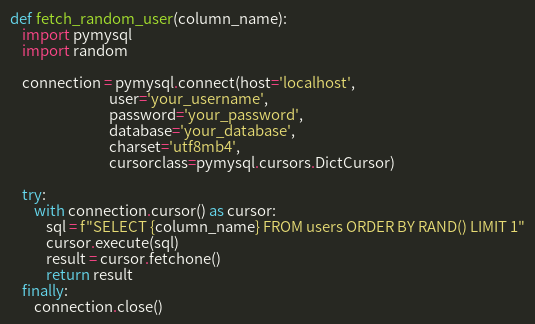 def fetch_random_user(column_name):
    import pymysql
    import random

    connection = pymysql.connect(host='localhost',
                                 user='your_username',
                                 password='your_password',
                                 database='your_database',
                                 charset='utf8mb4',
                                 cursorclass=pymysql.cursors.DictCursor)

    try:
        with connection.cursor() as cursor:
            sql = f"SELECT {column_name} FROM users ORDER BY RAND() LIMIT 1"
            cursor.execute(sql)
            result = cursor.fetchone()
            return result
    finally:
        connection.close()